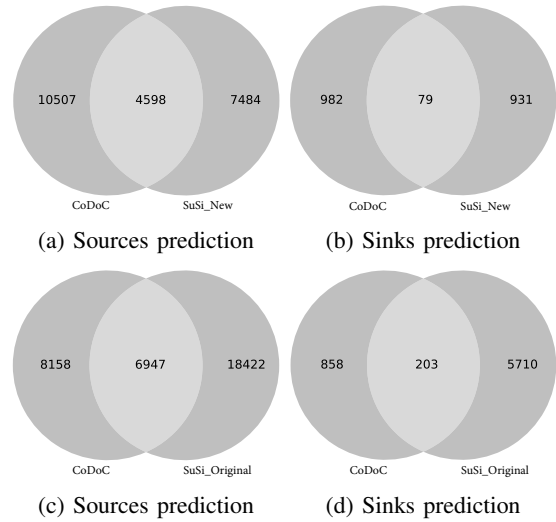 10507 4598 7484 982 79 931
CoDoC SuSi_New CoDoC SuSi_New
(a) Sources prediction (b) Sinks prediction
8158 6947 18422 858 203 5710
CoDoC SuSi_Original CoDoC SuSi_Original
(c) Sources prediction (d) Sinks prediction